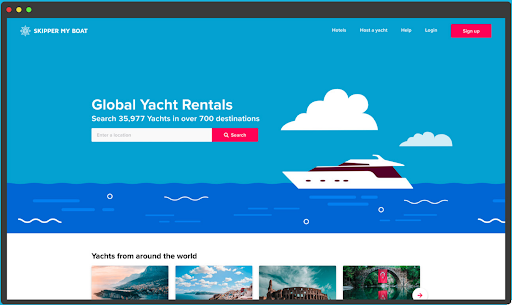 SKIPPER MY BOAT
Hotels Host a yacht Help Login Sign up
Global Yacht Rentals
Search 35,977 Yachts in over 700 destinations
Enter a location Search
Yachts from around the world